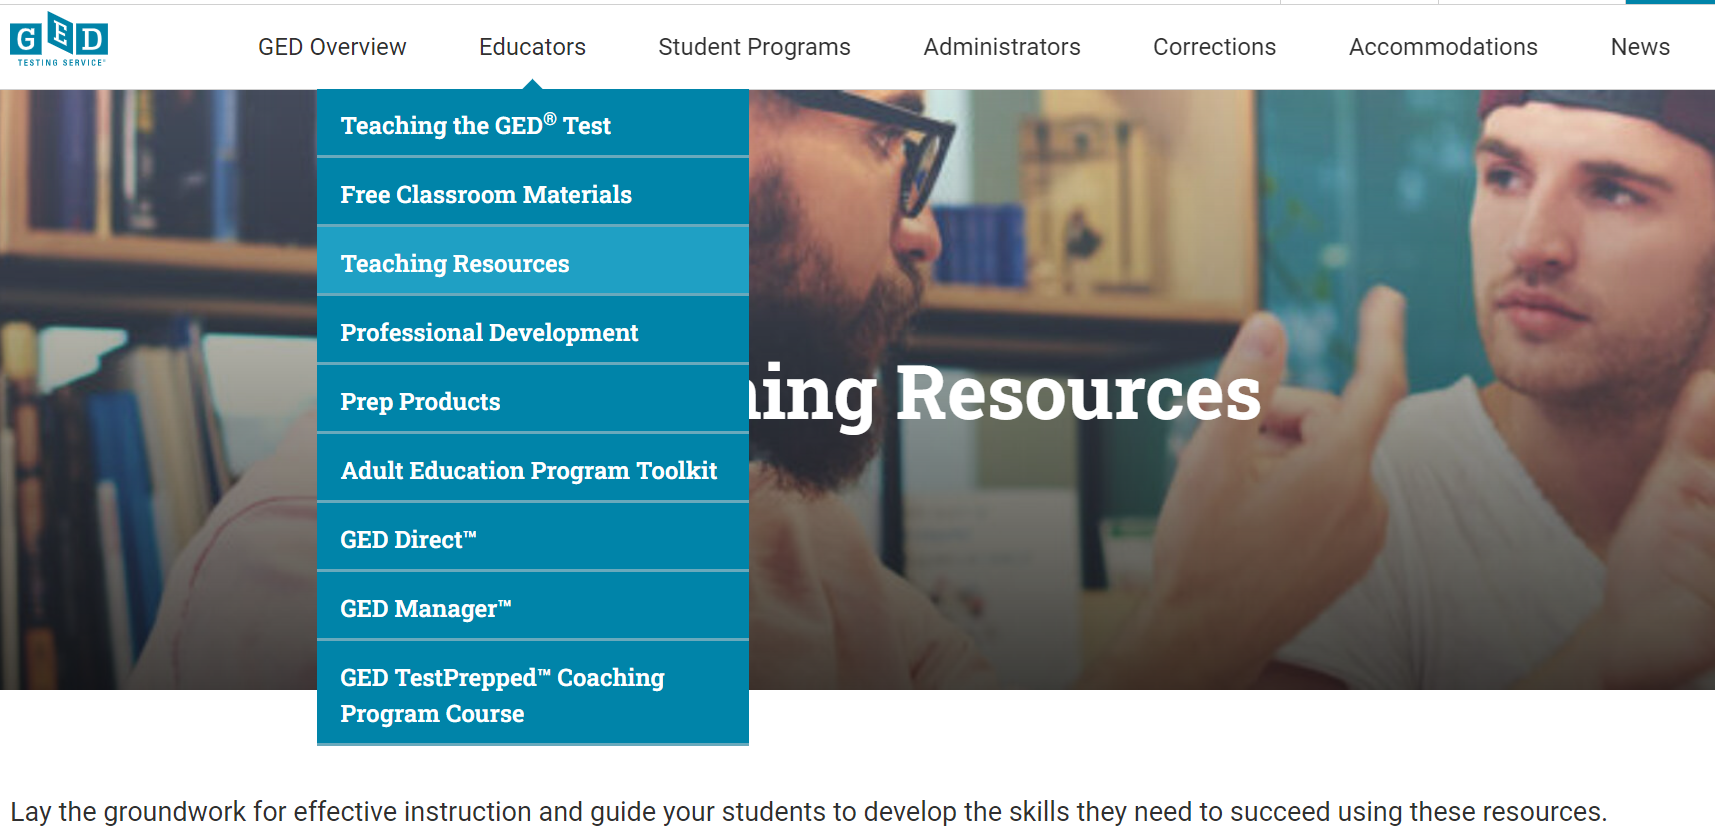 GED
TESTING SERVICE®
GED Overview
Educators
Student Programs
Administrators
Corrections
Accommodations
News
Teaching the GED® Test
Free Classroom Materials
Teaching Resources
Professional Development
Prep Products
Adult Education Program Toolkit
GED Direct™
GED Manager™
GED TestPrepped™ Coaching
Program Course
ing Resources
Lay the groundwork for effective instruction and guide your students to develop the skills they need to succeed using these resources.